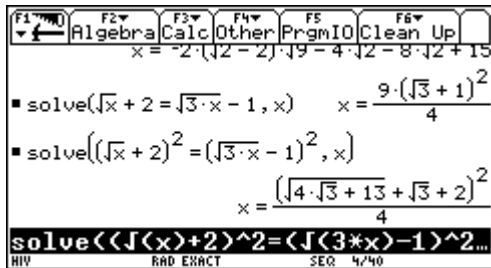 F1 F2 Algebra F3 Calc F4 Other F5 PrgmIO F6 Clean Up
x = -2·(√2 - 2)·√9 - 4·√2 - 8·√2 + 15
▪ solve(√x + 2 = √3·x - 1, x) x = 9·(√3 + 1)² / 4
▪ solve((√x + 2)² = (√3·x - 1)², x)
x = (√4·√3 + 13 + √3 + 2)² / 4
solve((√(x)+2)^2=(√(3*x)-1)^2…
HIV RAD EXACT SEQ 4/40